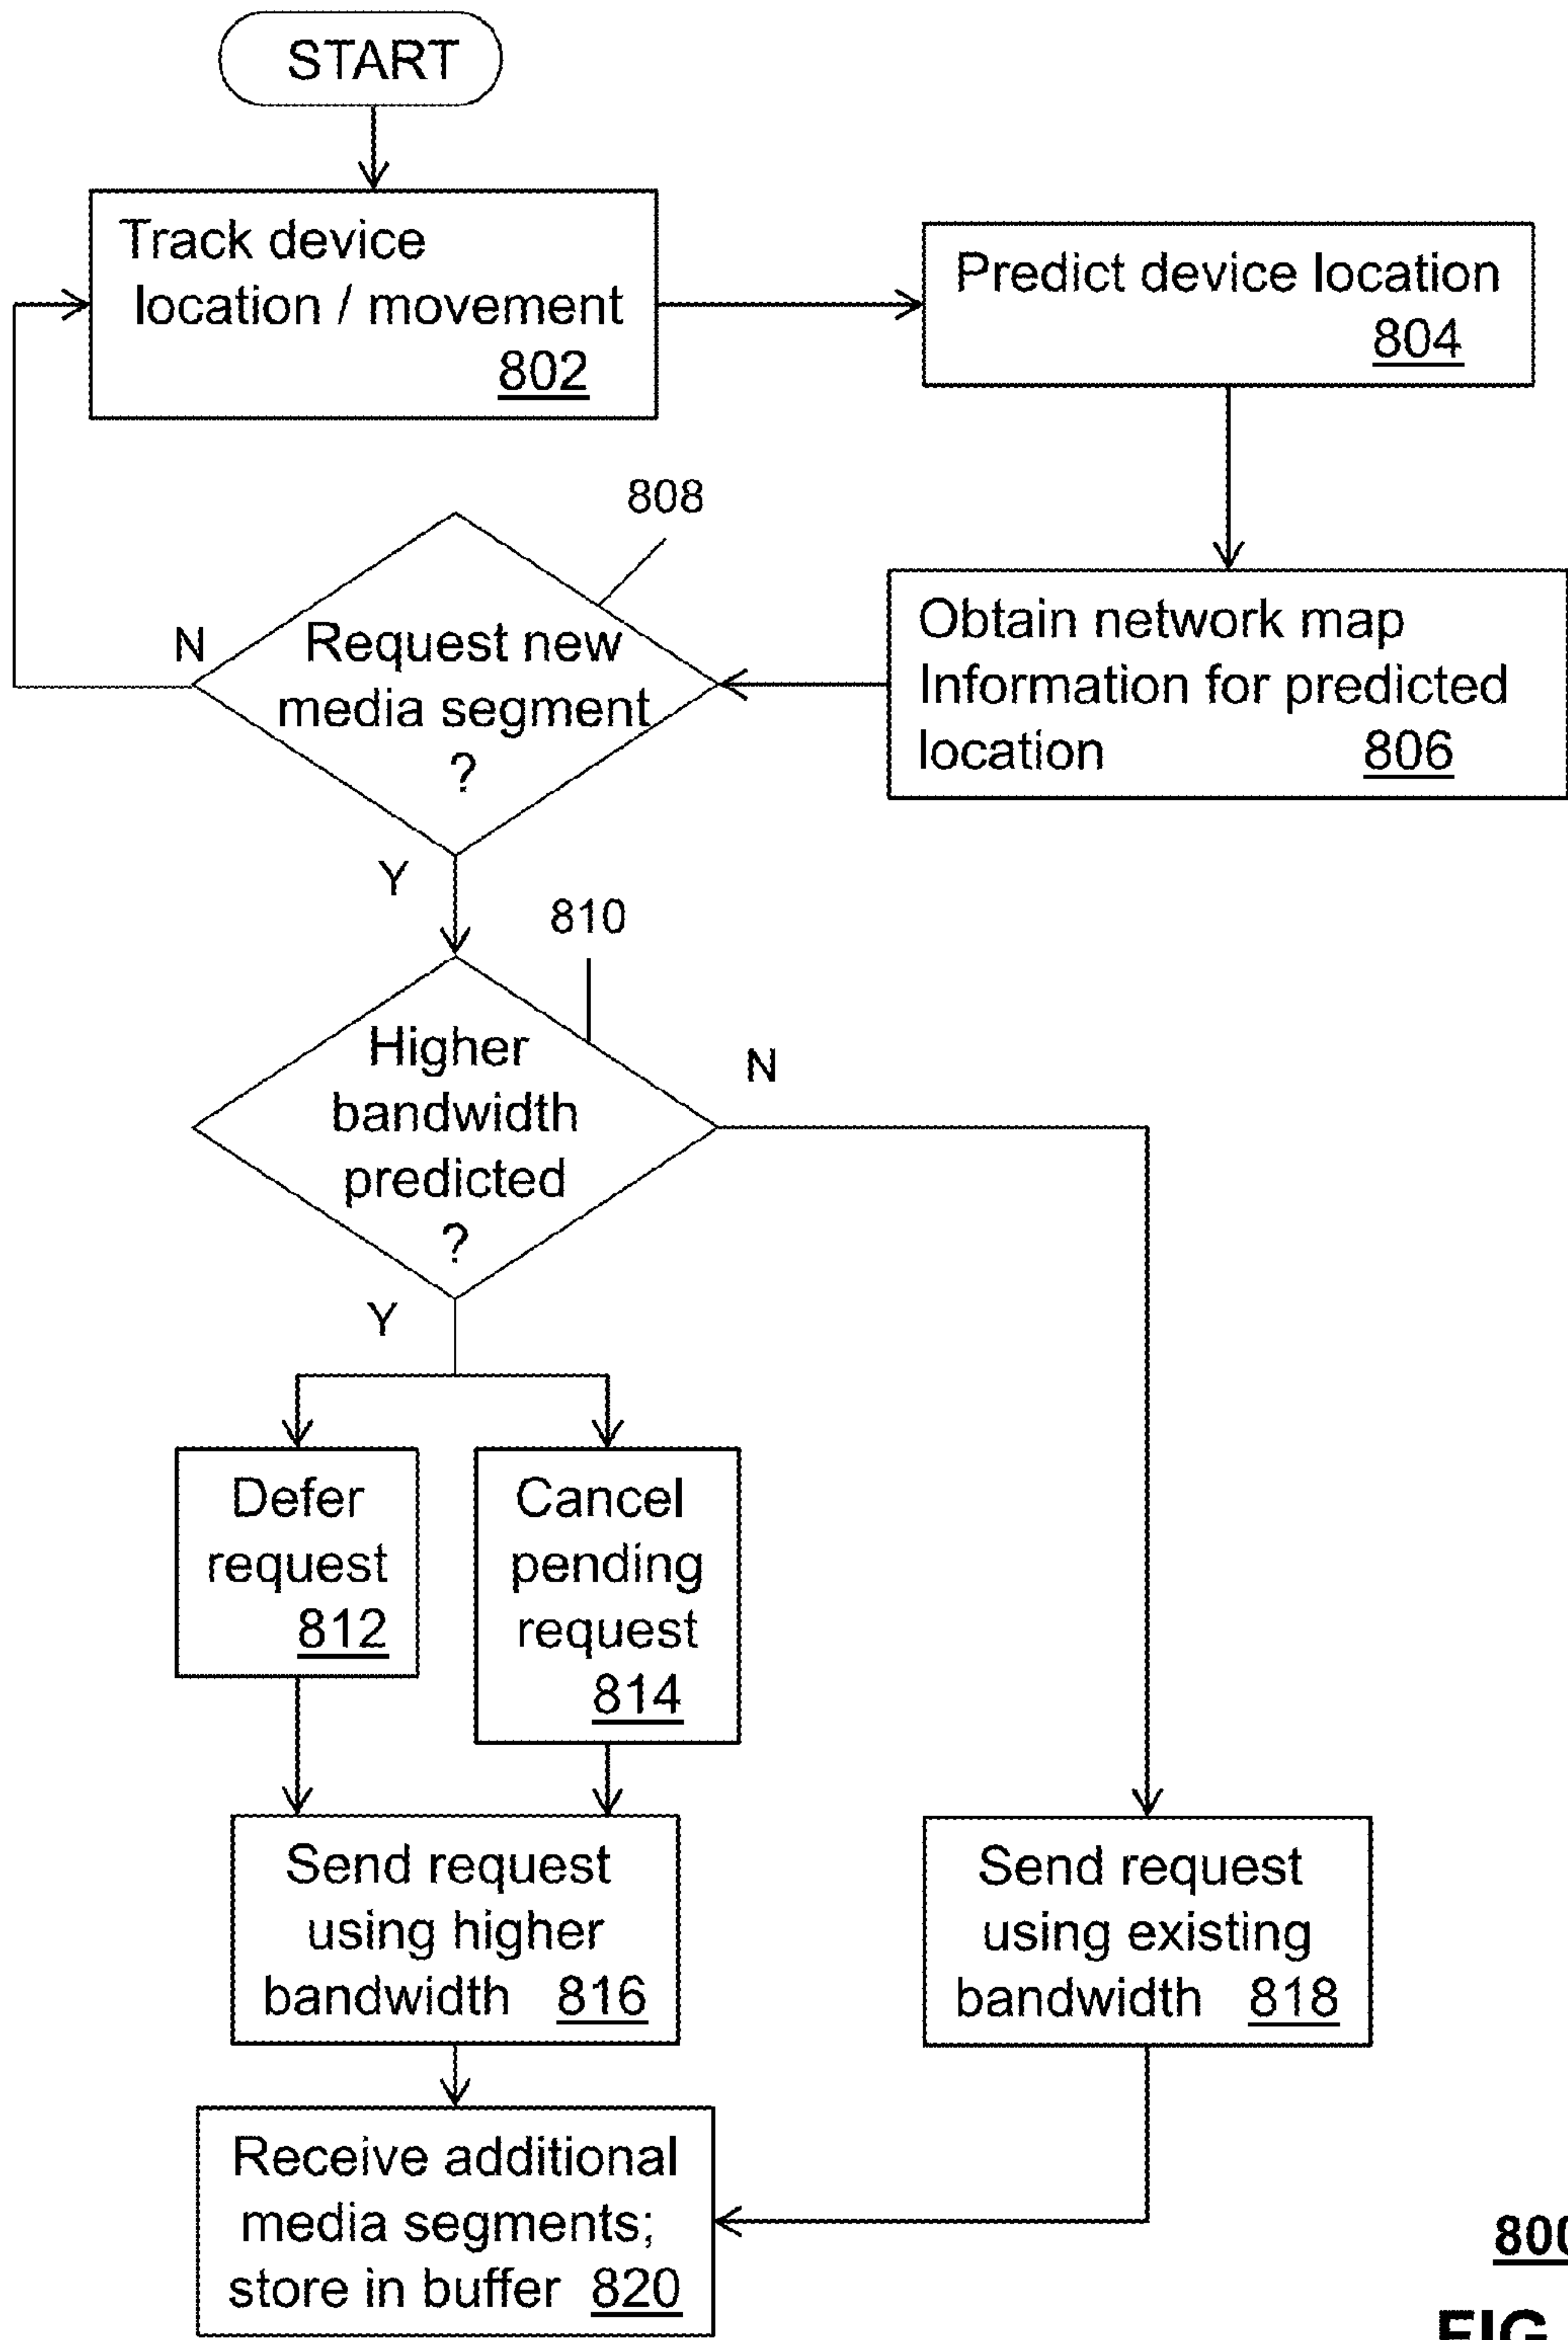 START
Track device
location / movement
802
Predict device location
804
Obtain network map
Information for predicted
location 806
808
Request new
media segment
?
N
Y
810
Higher
bandwidth
predicted
?
N
Y
Defer
request
812
Cancel
pending
request
814
Send request
using higher
bandwidth 816
Send request
using existing
bandwidth 818
Receive additional
media segments;
store in buffer 820
800
FIG